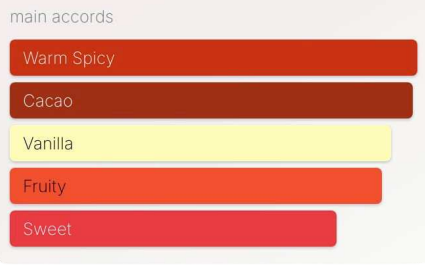 main accords
Warm Spicy
Cacao
Vanilla
Fruity
Sweet